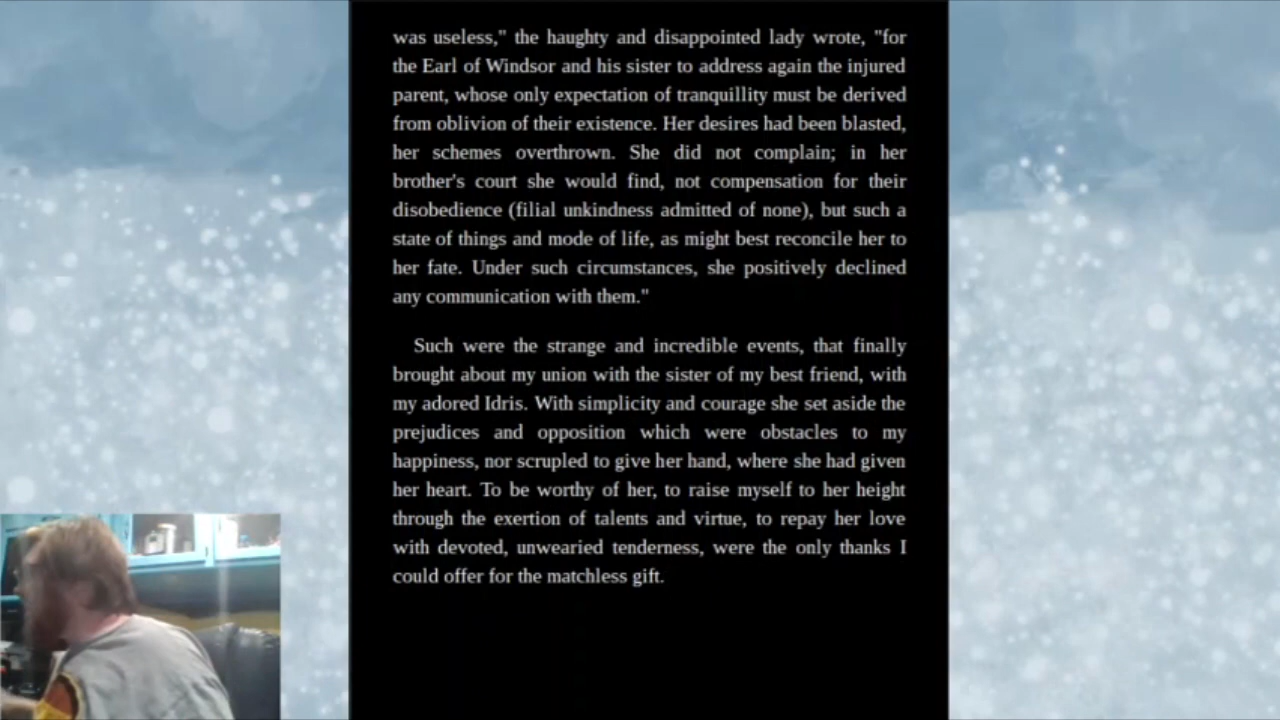 was useless," the haughty and disappointed lady wrote, "for
the Earl of Windsor and his sister to address again the injured
parent, whose only expectation of tranquillity must be derived
from oblivion of their existence. Her desires had been blasted,
her schemes overthrown. She did not complain; in her
brother's court she would find, not compensation for their
disobedience (filial unkindness admitted of none), but such a
state of things and mode of life, as might best reconcile her to
her fate. Under such circumstances, she positively declined
any communication with them."
Such were the strange and incredible events, that finally
brought about my union with the sister of my best friend, with
my adored Idris. With simplicity and courage she set aside the
prejudices and opposition which were obstacles to my
happiness, nor scrupled to give her hand, where she had given
her heart. To be worthy of her, to raise myself to her height
through the exertion of talents and virtue, to repay her love
with devoted, unwearied tenderness, were the only thanks I
could offer for the matchless gift.